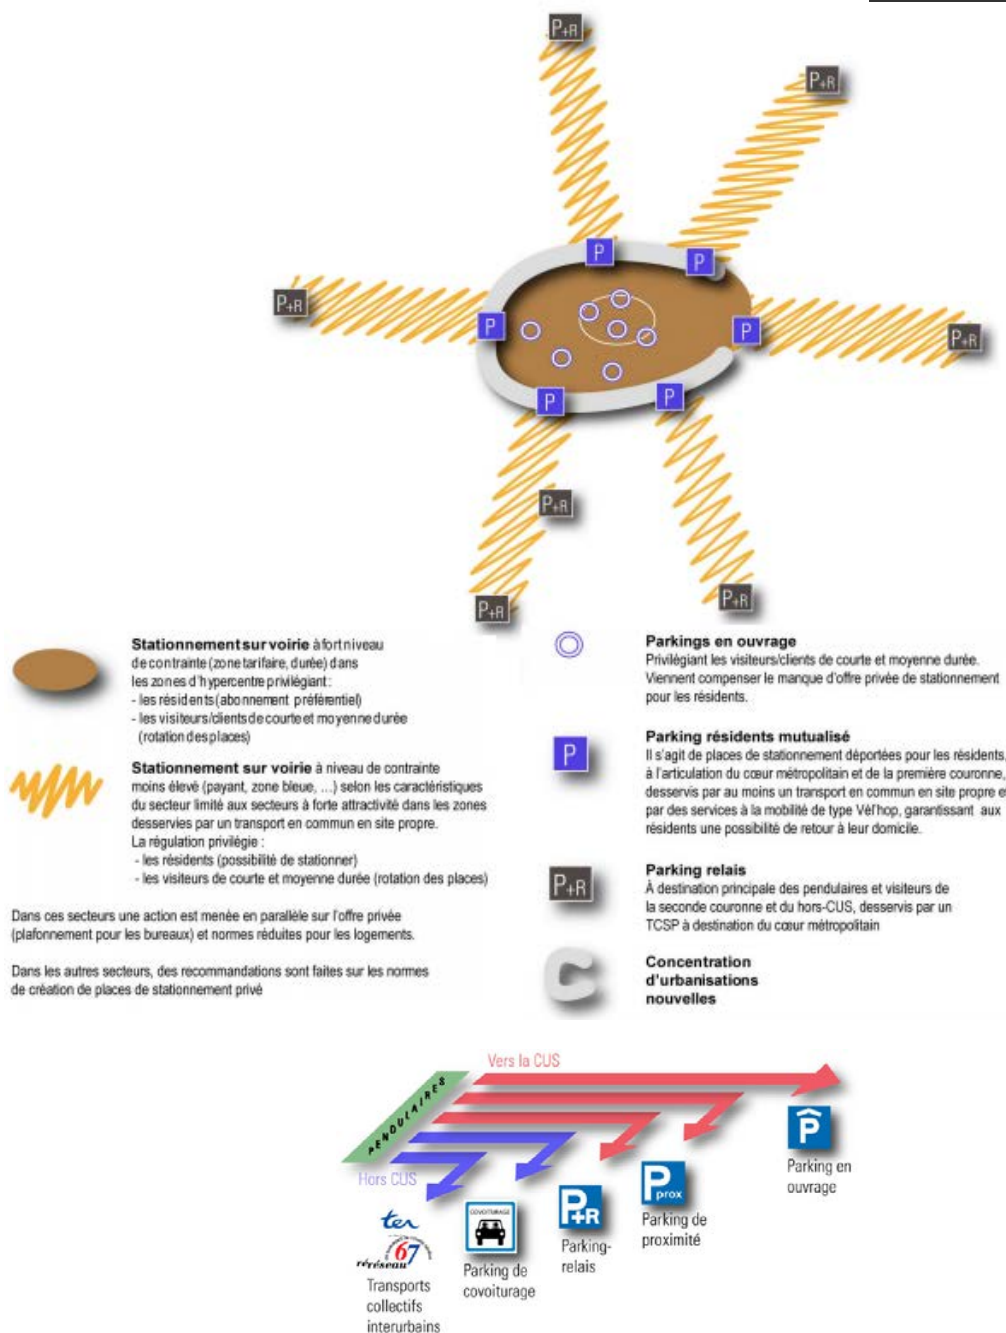 P+R
P+R
P
P
P+R
P
P
P+R
P
P
P+R
P+R
P+R
Stationnement sur voirie à fort niveau
de contrainte (zone tarifaire, durée) dans
les zones d'hypercentre privilégiant :
- les résidents (abonnement préférentiel)
- les visiteurs/clients de courte et moyenne durée
(rotation des places)
Stationnement sur voirie à niveau de contrainte
moins élevé (payant, zone bleue, ...) selon les caractéristiques
du secteur limité aux secteurs à forte attractivité dans les zones
desservies par un transport en commun en site propre.
La régulation privilégie :
- les résidents (possibilité de stationner)
- les visiteurs de courte et moyenne durée (rotation des places)
Dans ces secteurs une action est menée en parallèle sur l'offre privée
(plafonnement pour les bureaux) et normes réduites pour les logements.
Dans les autres secteurs, des recommandations sont faites sur les normes
de création de places de stationnement privé
Parkings en ouvrage
Privilégiant les visiteurs/clients de courte et moyenne durée.
Viennent compenser le manque d'offre privée de stationnement
pour les résidents.
P
Parking résidents mutualisé
Il s'agit de places de stationnement déportées pour les résidents,
à l'articulation du cœur métropolitain et de la première couronne,
desservis par au moins un transport en commun en site propre e
par des services à la mobilité de type Vél'hop, garantissant aux
résidents une possibilité de retour à leur domicile.
P+R
Parking relais
À destination principale des pendulaires et visiteurs de
la seconde couronne et du hors-CUS, desservis par un
TCSP à destination du cœur métropolitain
Concentration
d'urbanisations
nouvelles
Vers la CUS
PENDULAIRES
Hors CUS
P
Parking en
ouvrage
P prox
Parking de
proximité
P+R
Parking-
relais
COVOITURAGE
Parking de
covoiturage
ter
réseau 67
Transports
collectifs
interurbains